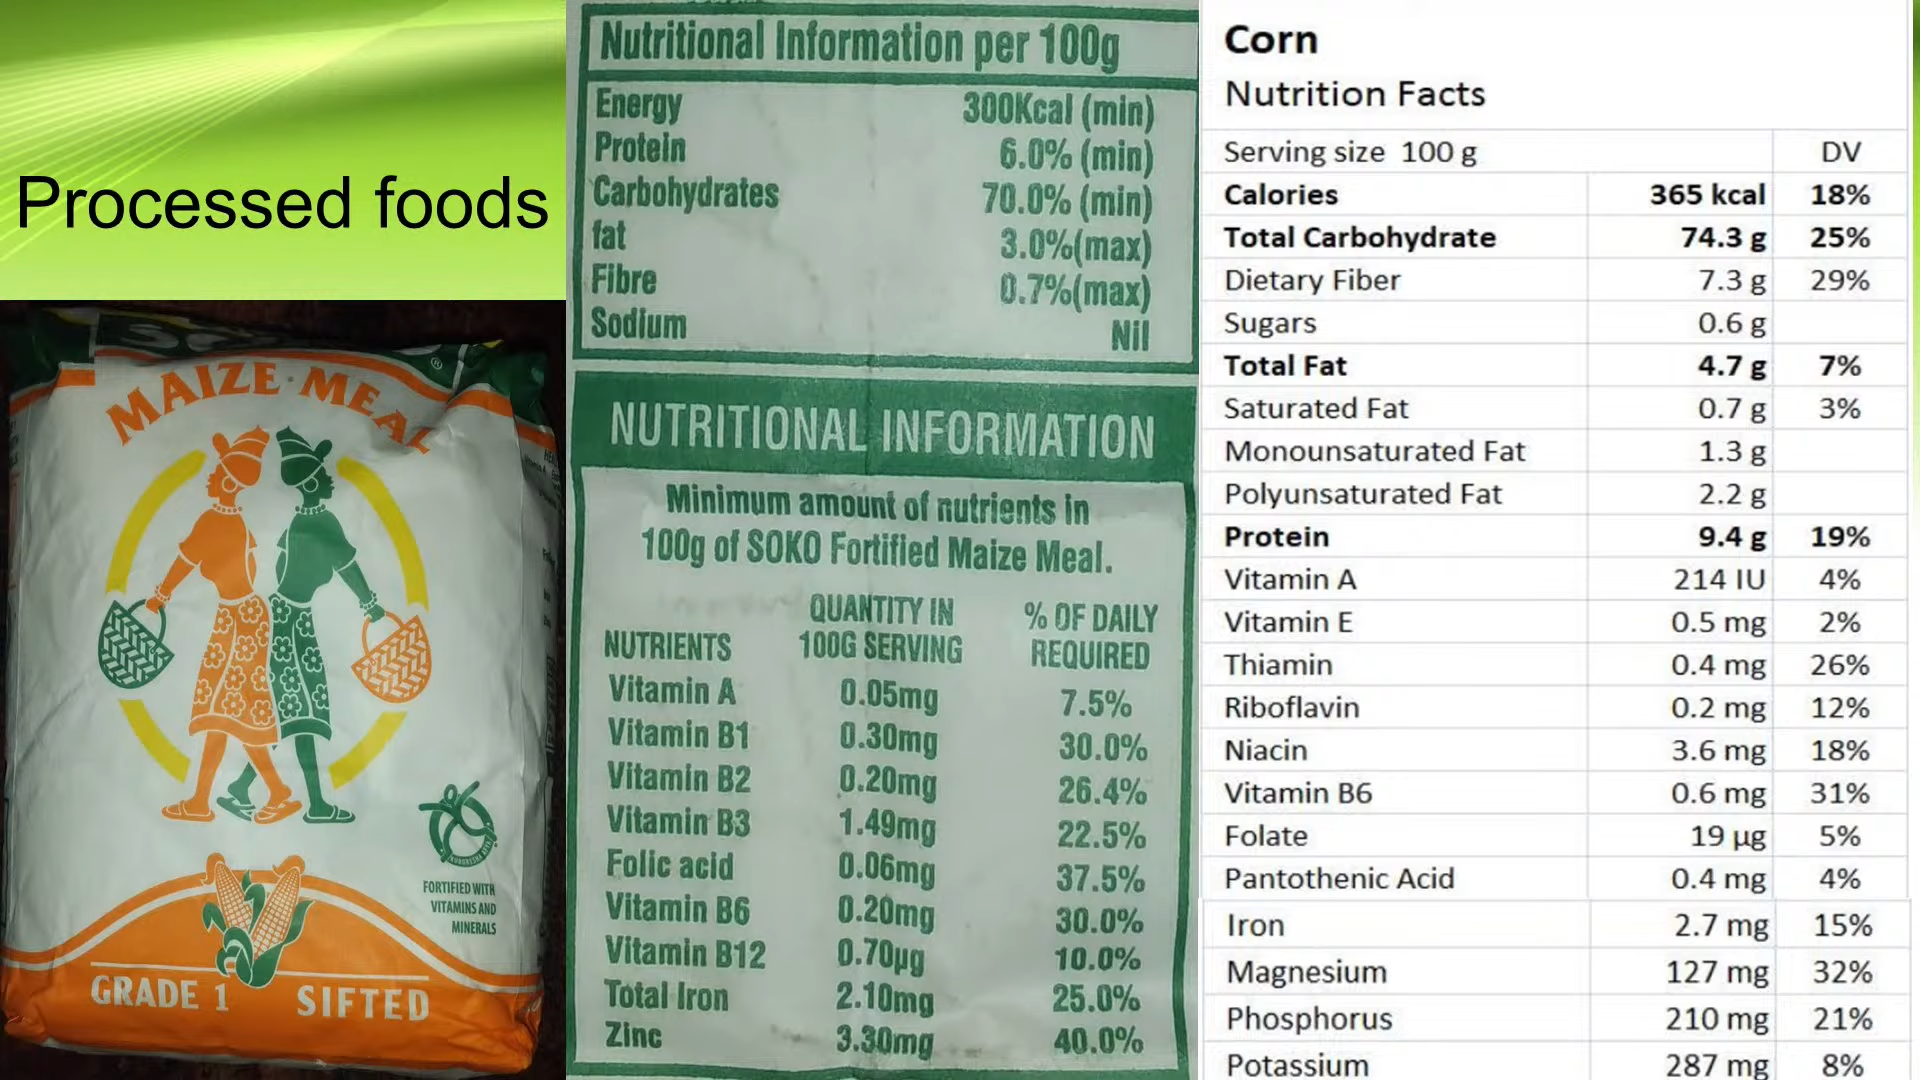 Processed foods
MAIZE MEAL
®
FORTIFIED WITH
VITAMINS AND
MINERALS
GRADE 1 SIFTED
Nutritional Information per 100g
Energy 300Kcal (min)
Protein 6.0% (min)
Carbohydrates 70.0% (min)
fat 3.0%(max)
Fibre 0.7%(max)
Sodium Nil
NUTRITIONAL INFORMATION
Minimum amount of nutrients in
100g of SOKO Fortified Maize Meal.
QUANTITY IN % OF DAILY
NUTRIENTS 100G SERVING REQUIRED
Vitamin A 0.05mg 7.5%
Vitamin B1 0.30mg 30.0%
Vitamin B2 0.20mg 26.4%
Vitamin B3 1.49mg 22.5%
Folic acid 0.06mg 37.5%
Vitamin B6 0.20mg 30.0%
Vitamin B12 0.70µg 10.0%
Total Iron 2.10mg 25.0%
Zinc 3.30mg 40.0%
Corn
Nutrition Facts
Serving size 100 g DV
Calories 365 kcal 18%
Total Carbohydrate 74.3 g 25%
Dietary Fiber 7.3 g 29%
Sugars 0.6 g
Total Fat 4.7 g 7%
Saturated Fat 0.7 g 3%
Monounsaturated Fat 1.3 g
Polyunsaturated Fat 2.2 g
Protein 9.4 g 19%
Vitamin A 214 IU 4%
Vitamin E 0.5 mg 2%
Thiamin 0.4 mg 26%
Riboflavin 0.2 mg 12%
Niacin 3.6 mg 18%
Vitamin B6 0.6 mg 31%
Folate 19 µg 5%
Pantothenic Acid 0.4 mg 4%
Iron 2.7 mg 15%
Magnesium 127 mg 32%
Phosphorus 210 mg 21%
Potassium 287 mg 8%